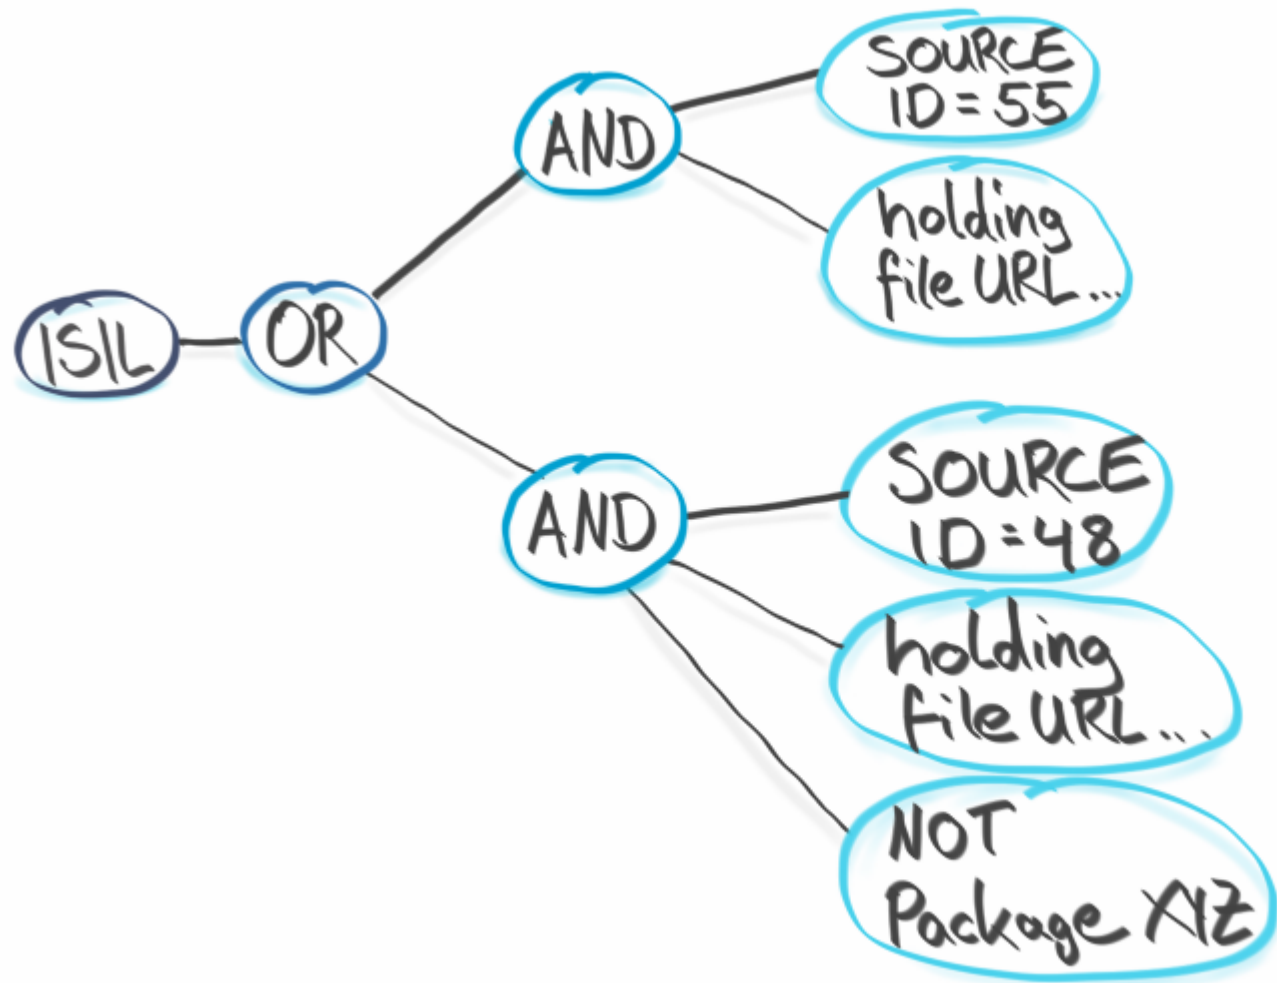 ISIL
OR
AND
SOURCE
ID = 55
holding
file URL...
AND
SOURCE
ID = 48
holding
file URL...
NOT
Package XYZ